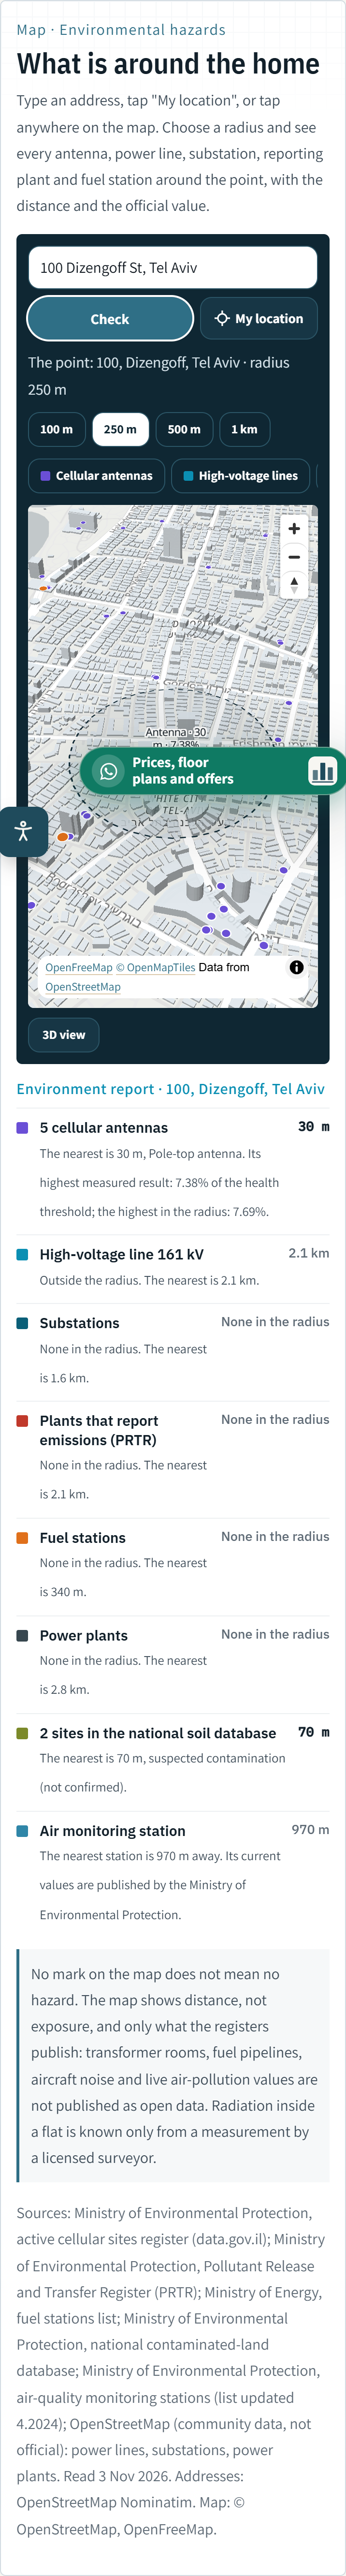 Map · Environmental hazards
What is around the home
Type an address, tap "My location", or tap
anywhere on the map. Choose a radius and see
every antenna, power line, substation, reporting
plant and fuel station around the point, with the
distance and the official value.
100 Dizengoff St, Tel Aviv
Check
My location
The point: 100, Dizengoff, Tel Aviv · radius
250 m
100 m
250 m
500 m
1 km
Cellular antennas
High-voltage lines
Antenna · 30
m · 7.38%
Prices, floor
plans and offers
OpenFreeMap © OpenMapTiles Data from
OpenStreetMap
3D view
Environment report · 100, Dizengoff, Tel Aviv
5 cellular antennas
30 m
The nearest is 30 m, Pole-top antenna. Its
highest measured result: 7.38% of the health
threshold; the highest in the radius: 7.69%.
High-voltage line 161 kV
2.1 km
Outside the radius. The nearest is 2.1 km.
Substations
None in the radius
None in the radius. The nearest
is 1.6 km.
Plants that report
emissions (PRTR)
None in the radius
None in the radius. The nearest
is 2.1 km.
Fuel stations
None in the radius
None in the radius. The nearest
is 340 m.
Power plants
None in the radius
None in the radius. The nearest
is 2.8 km.
2 sites in the national soil database
70 m
The nearest is 70 m, suspected contamination
(not confirmed).
Air monitoring station
970 m
The nearest station is 970 m away. Its current
values are published by the Ministry of
Environmental Protection.
No mark on the map does not mean no
hazard. The map shows distance, not
exposure, and only what the registers
publish: transformer rooms, fuel pipelines,
aircraft noise and live air-pollution values are
not published as open data. Radiation inside
a flat is known only from a measurement by
a licensed surveyor.
Sources: Ministry of Environmental Protection,
active cellular sites register (data.gov.il); Ministry
of Environmental Protection, Pollutant Release
and Transfer Register (PRTR); Ministry of Energy,
fuel stations list; Ministry of Environmental
Protection, national contaminated-land
database; Ministry of Environmental Protection,
air-quality monitoring stations (list updated
4.2024); OpenStreetMap (community data, not
official): power lines, substations, power
plants. Read 3 Nov 2026. Addresses:
OpenStreetMap Nominatim. Map: ©
OpenStreetMap, OpenFreeMap.